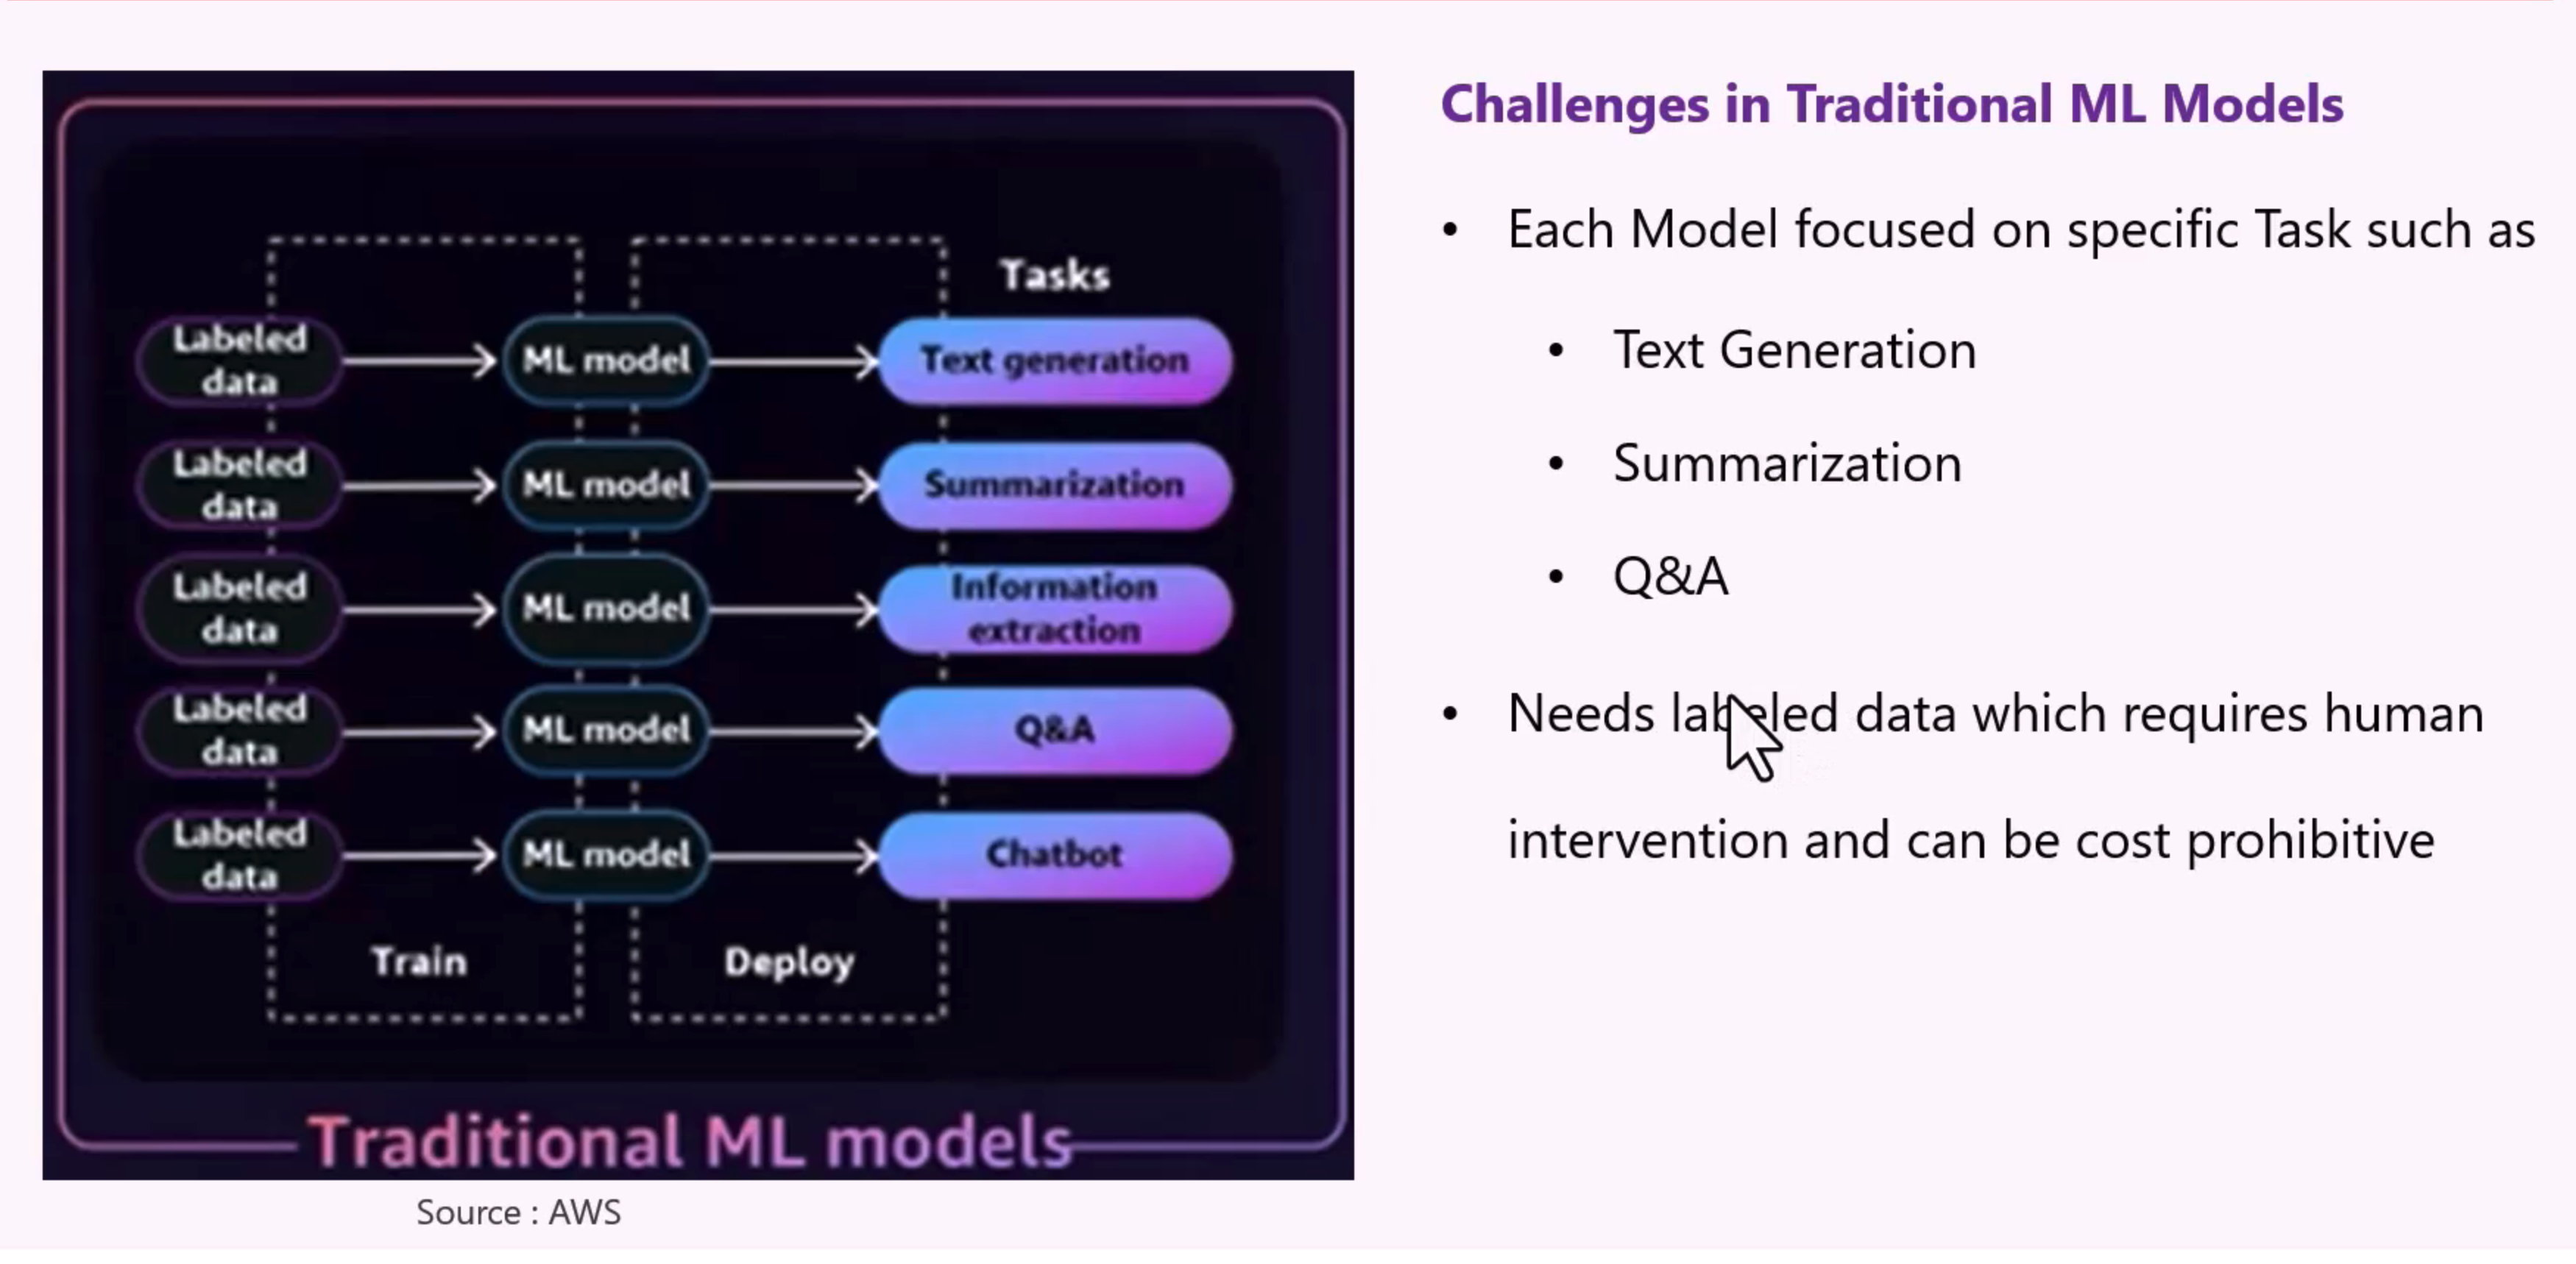 Tasks
Labeled
data
ML model
Text generation
Labeled
data
ML model
Summarization
Labeled
data
ML model
Information
extraction
Labeled
data
ML model
Q&A
Labeled
data
ML model
Chatbot
Train
Deploy
Traditional ML models
Source : AWS
Challenges in Traditional ML Models
• Each Model focused on specific Task such as
• Text Generation
• Summarization
• Q&A
• Needs labeled data which requires human
intervention and can be cost prohibitive